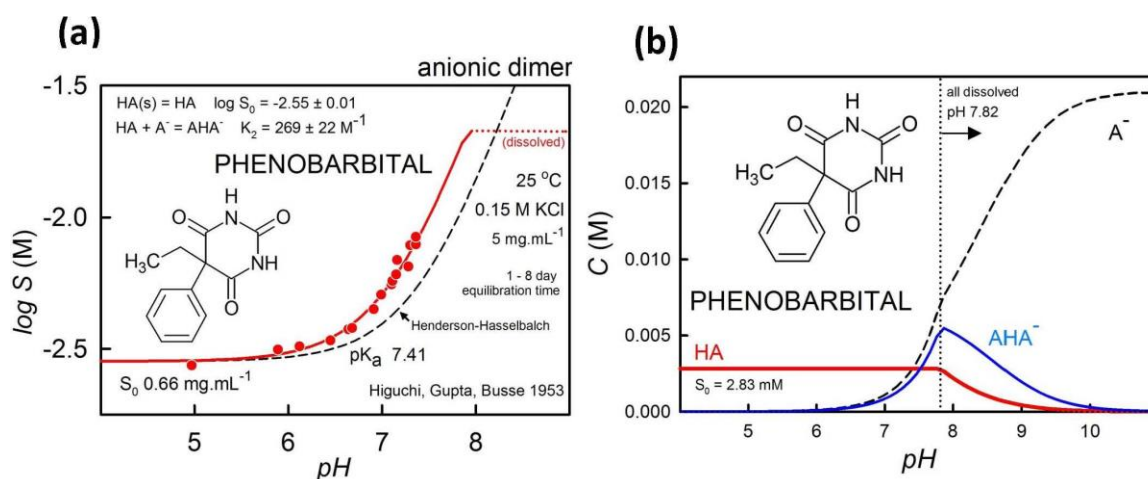 (a)
anionic dimer
HA(s) = HA log S₀ = -2.55 ± 0.01
HA + A⁻ = AHA⁻ K₂ = 269 ± 22 M⁻¹
PHENOBARBITAL
(dissolved)
25 °C
0.15 M KCl
5 mg.mL⁻¹
1 - 8 day
equilibration time
H
N
O
O
H₃C
NH
O
Henderson-Hasselbalch
pKₐ 7.41
S₀ 0.66 mg.mL⁻¹
Higuchi, Gupta, Busse 1953
-1.5
-2.0
-2.5
log S (M)
5
6
7
8
pH
(b)
all dissolved
pH 7.82
A⁻
H
N
O
O
H₃C
NH
O
PHENOBARBITAL
HA
AHA⁻
S₀ = 2.83 mM
0.020
0.015
0.010
0.005
0.000
C (M)
5
6
7
8
9
10
pH